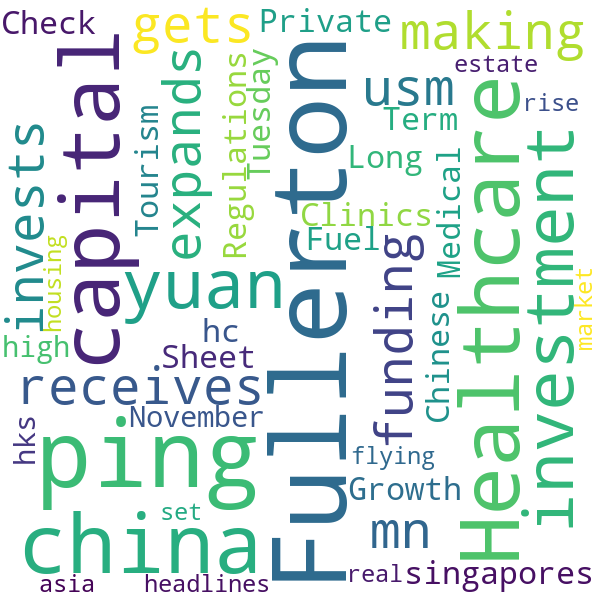 Check
gets
Private
making
estate
rise
capital
expands
usm
Term
Tourism
Regulations
Tuesday
Fullerton
Healthcare
invests
Long
Medical
investment
Clinics
Fuel
housing
yuan
funding
Chinese
market
high
hc
Sheet
receives
November
hks
ping
flying
Growth
set
mn
china
real
singapores
asia
headlines